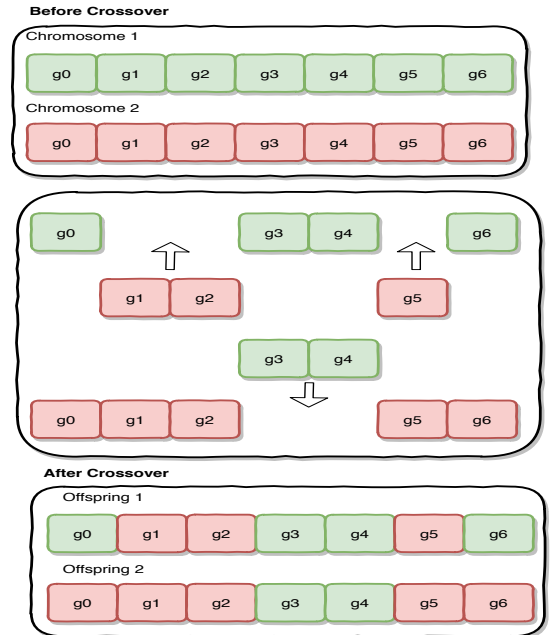 Before Crossover
Chromosome 1
g0 g1 g2 g3 g4 g5 g6
Chromosome 2
g0 g1 g2 g3 g4 g5 g6
g0 g3 g4 g6
g1 g2 g5
g3 g4
g0 g1 g2 g5 g6
After Crossover
Offspring 1
g0 g1 g2 g3 g4 g5 g6
Offspring 2
g0 g1 g2 g3 g4 g5 g6